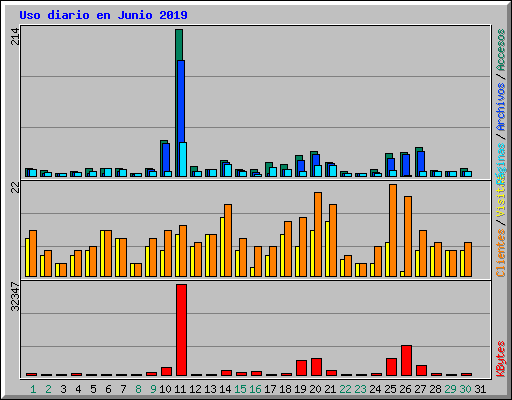 Uso diario en Junio 2019
214
22
32347
Accesos / Archivos / Páginas
Visitas / Clientes
KBytes
1 2 3 4 5 6 7 8 9 10 11 12 13 14 15 16 17 18 19 20 21 22 23 24 25 26 27 28 29 30 31